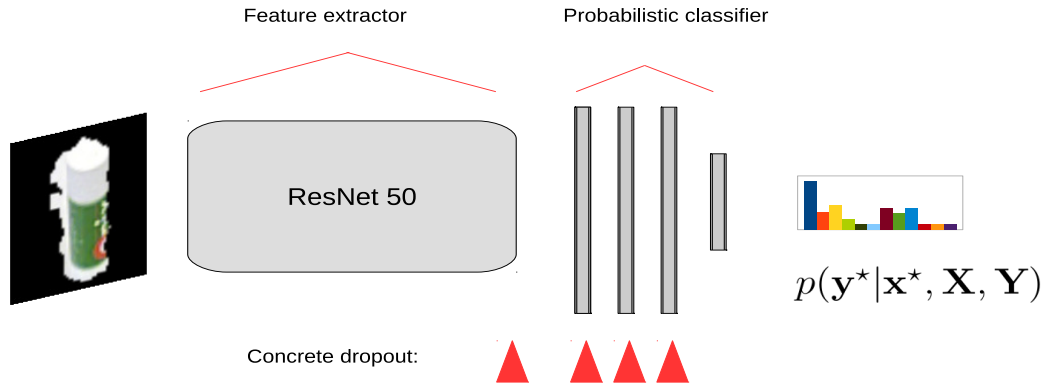 Feature extractor
Probabilistic classifier
ResNet 50
p(y⋆|x⋆, X, Y)
Concrete dropout: